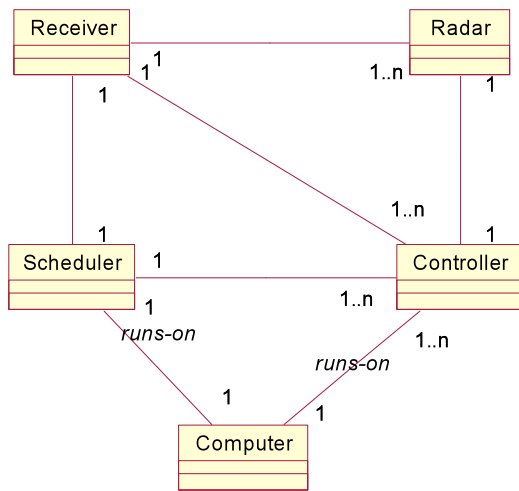 Receiver
Radar
1
1
1..n
1
1
1..n
1
1
Scheduler
1
Controller
1
1..n
runs-on
1..n
runs-on
1
1
Computer